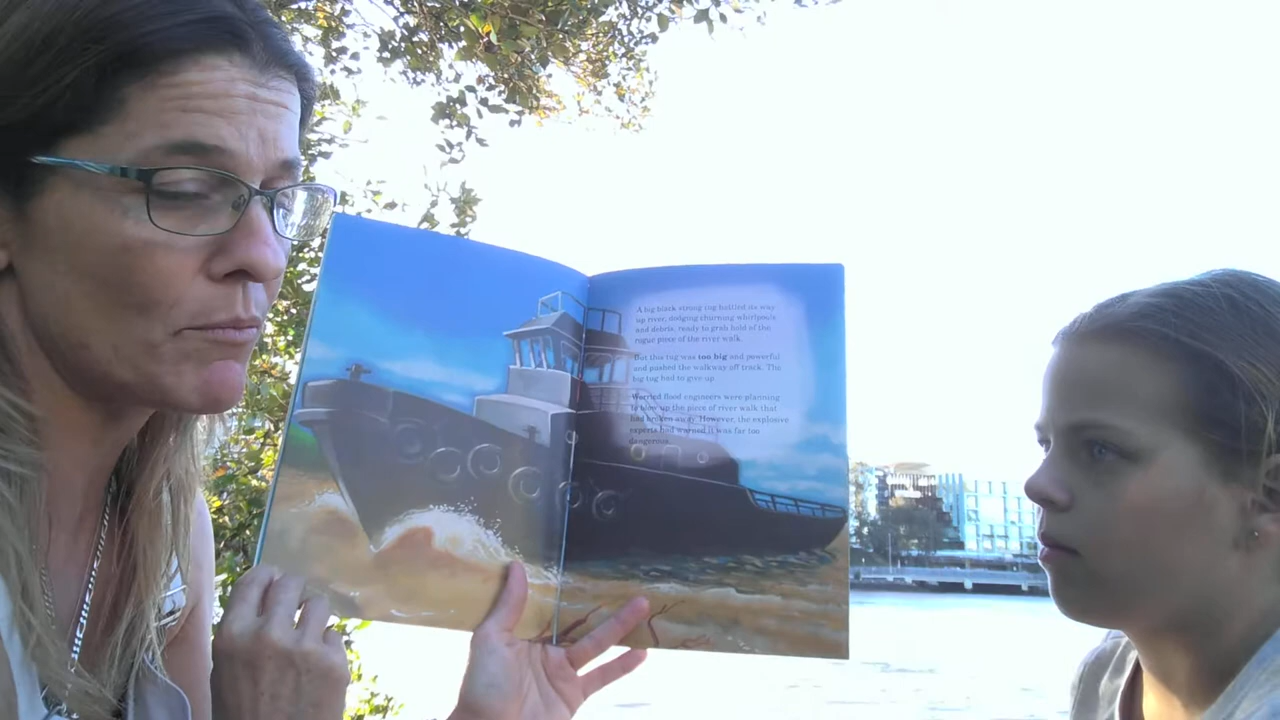 A big black strong tug hustled its way
up river, dodging churning whirlpools
and debris, ready to grab hold of the
rogue piece of the river walk.
But this tug was too big and powerful
and pushed the walkway off track. The
big tug had to give up.
Worried flood engineers were planning
to blow up the piece of river walk that
had broken away. However, the explosive
experts had warned it was far too
dangerous.